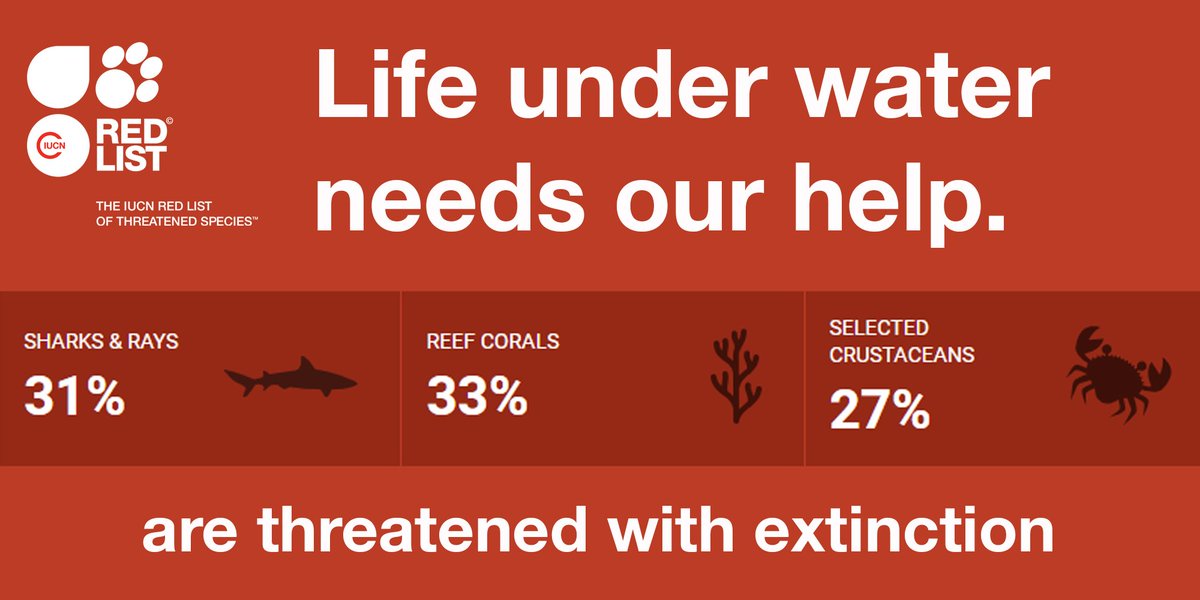 IUCN
RED
LIST©
THE IUCN RED LIST
OF THREATENED SPECIES™
Life under water
needs our help.
SHARKS & RAYS
31%
REEF CORALS
33%
SELECTED
CRUSTACEANS
27%
are threatened with extinction